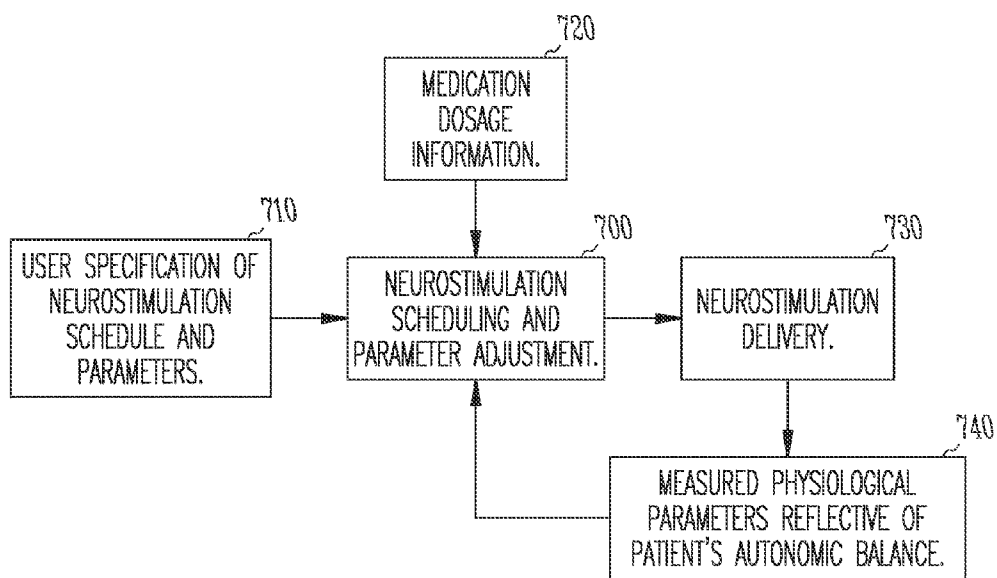 720
MEDICATION
DOSAGE
INFORMATION.
710
USER SPECIFICATION OF
NEUROSTIMULATION
SCHEDULE AND
PARAMETERS.
700
NEUROSTIMULATION
SCHEDULING AND
PARAMETER ADJUSTMENT.
730
NEUROSTIMULATION
DELIVERY.
740
MEASURED PHYSIOLOGICAL
PARAMETERS REFLECTIVE OF
PATIENT'S AUTONOMIC BALANCE.